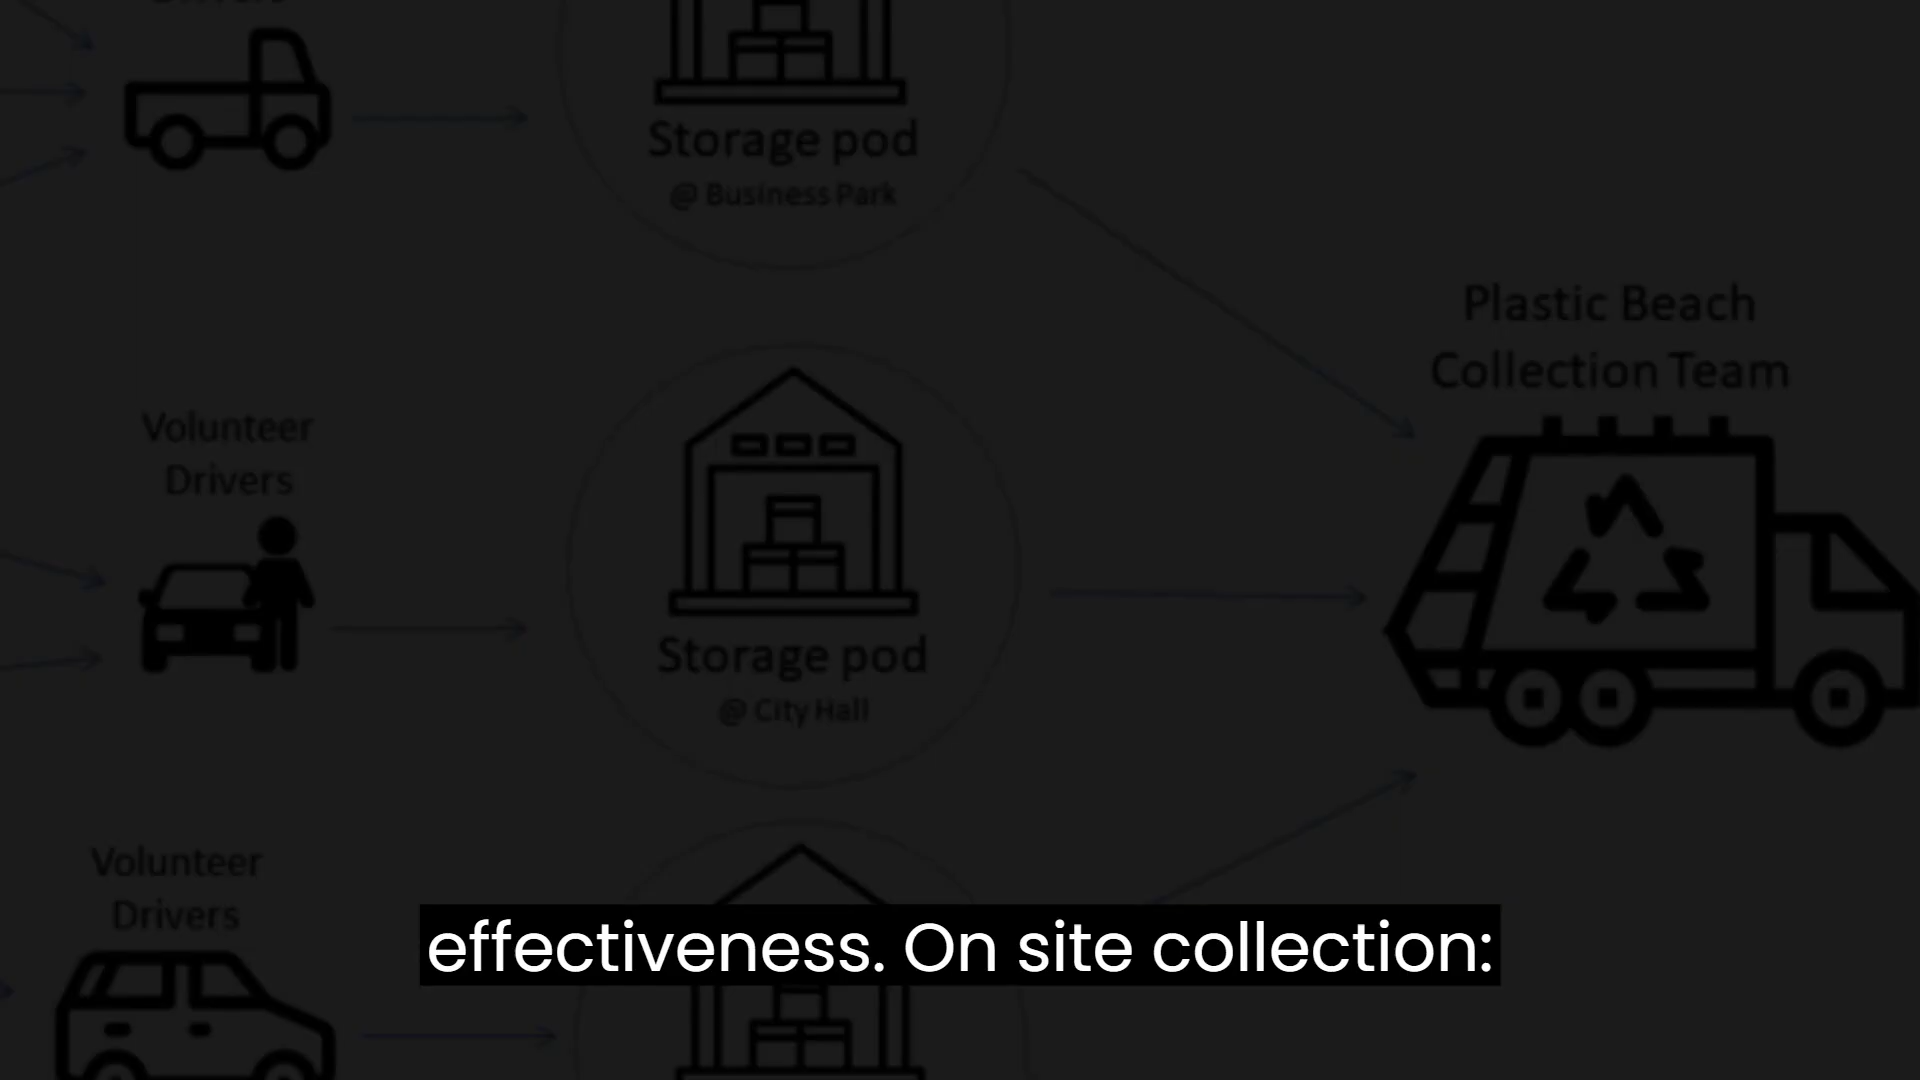 Storage pod
@ Business Park
Plastic Beach
Collection Team
Volunteer
Drivers
Storage pod
@ City Hall
Volunteer
Drivers
effectiveness. On site collection: